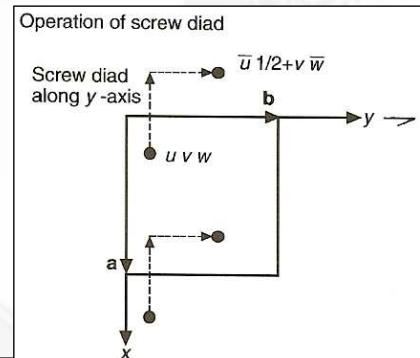 Operation of screw diad
u̅ 1/2+v w̅
Screw diad
along y -axis
b
y
u v w
a
x